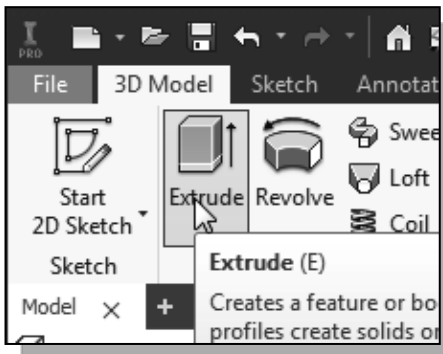 I
PRO
File 3D Model Sketch Annotat
Start
2D Sketch
Extrude
Revolve
Swee
Loft
Coil
Sketch
Model × +
Extrude (E)
Creates a feature or bo
profiles create solids or